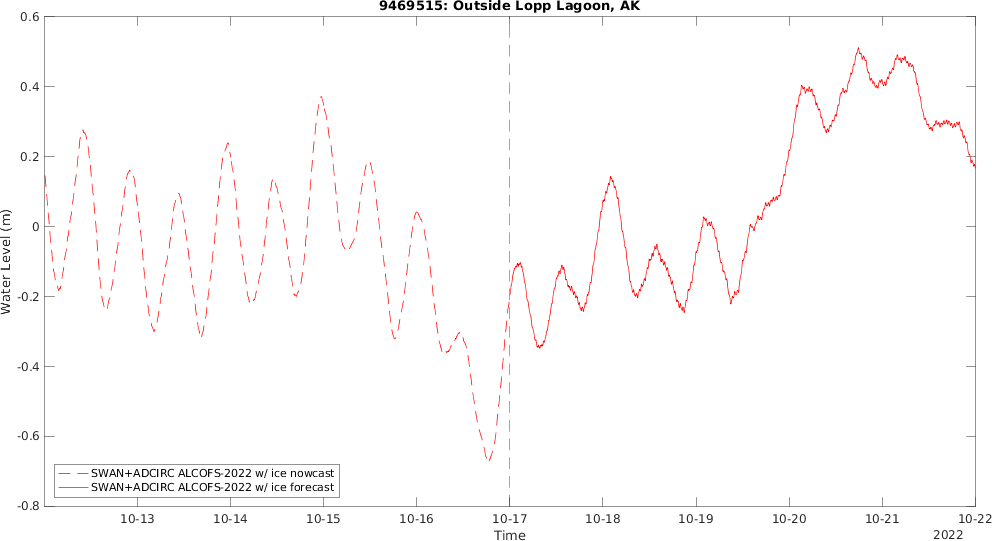 9469515: Outside Lopp Lagoon, AK
0.6
0.4
0.2
0
-0.2
-0.4
-0.6
-0.8
Water Level (m)
SWAN+ADCIRC ALCOFS-2022 w/ ice nowcast
SWAN+ADCIRC ALCOFS-2022 w/ ice forecast
10-13 10-14 10-15 10-16 10-17 10-18 10-19 10-20 10-21 10-22
Time
2022